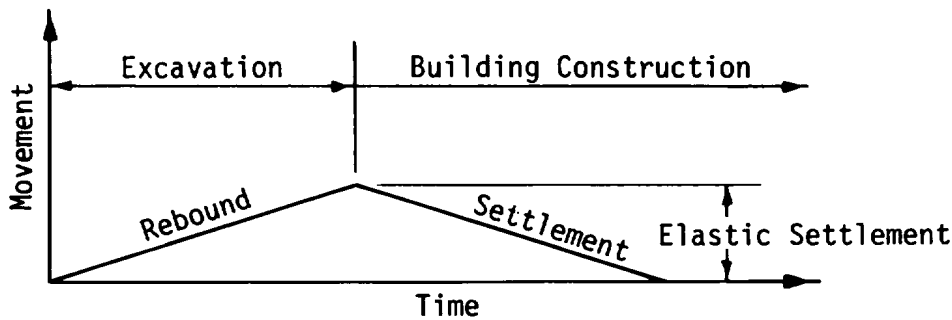 Excavation
Building Construction
Movement
Rebound
Settlement
Elastic Settlement
Time